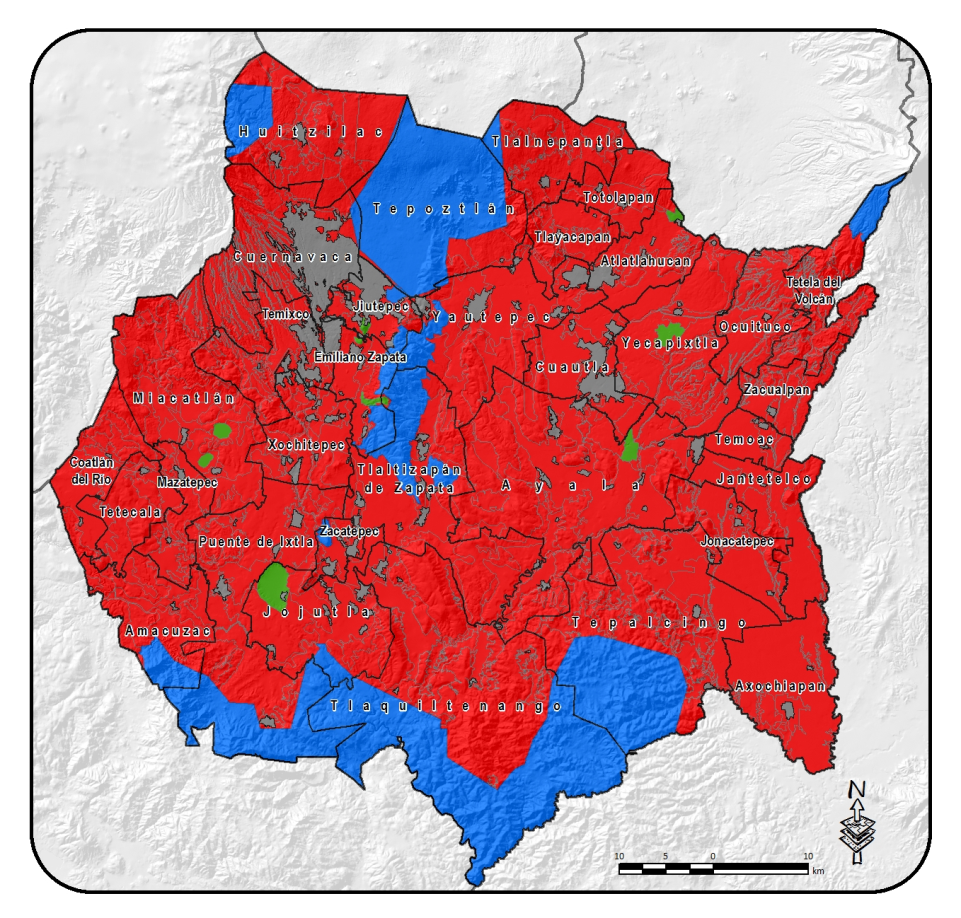 Huitzilac
Tlalnepantla
Tepoztlán
Totolapan
Tlayacapan
Cuernavaca
Atlatláhucan
Tetela del
Volcán
Temixco
Jiutepec
Yautepec
Ocuituco
Yecapixtla
Emiliano Zapata
Cuautla
Miacatlán
Zacualpan
Xochitepec
Temoac
Coatlán
del Río
Mazatepec
Tlaltizapán
de Zapata
Ayala
Jantetelco
Tetecala
Puente de Ixtla
Zacatepec
Jonacatepec
Jojutla
Tepalcingo
Amacuzac
Axochiapan
Tlaquiltenango
N
10 5 0 10
km